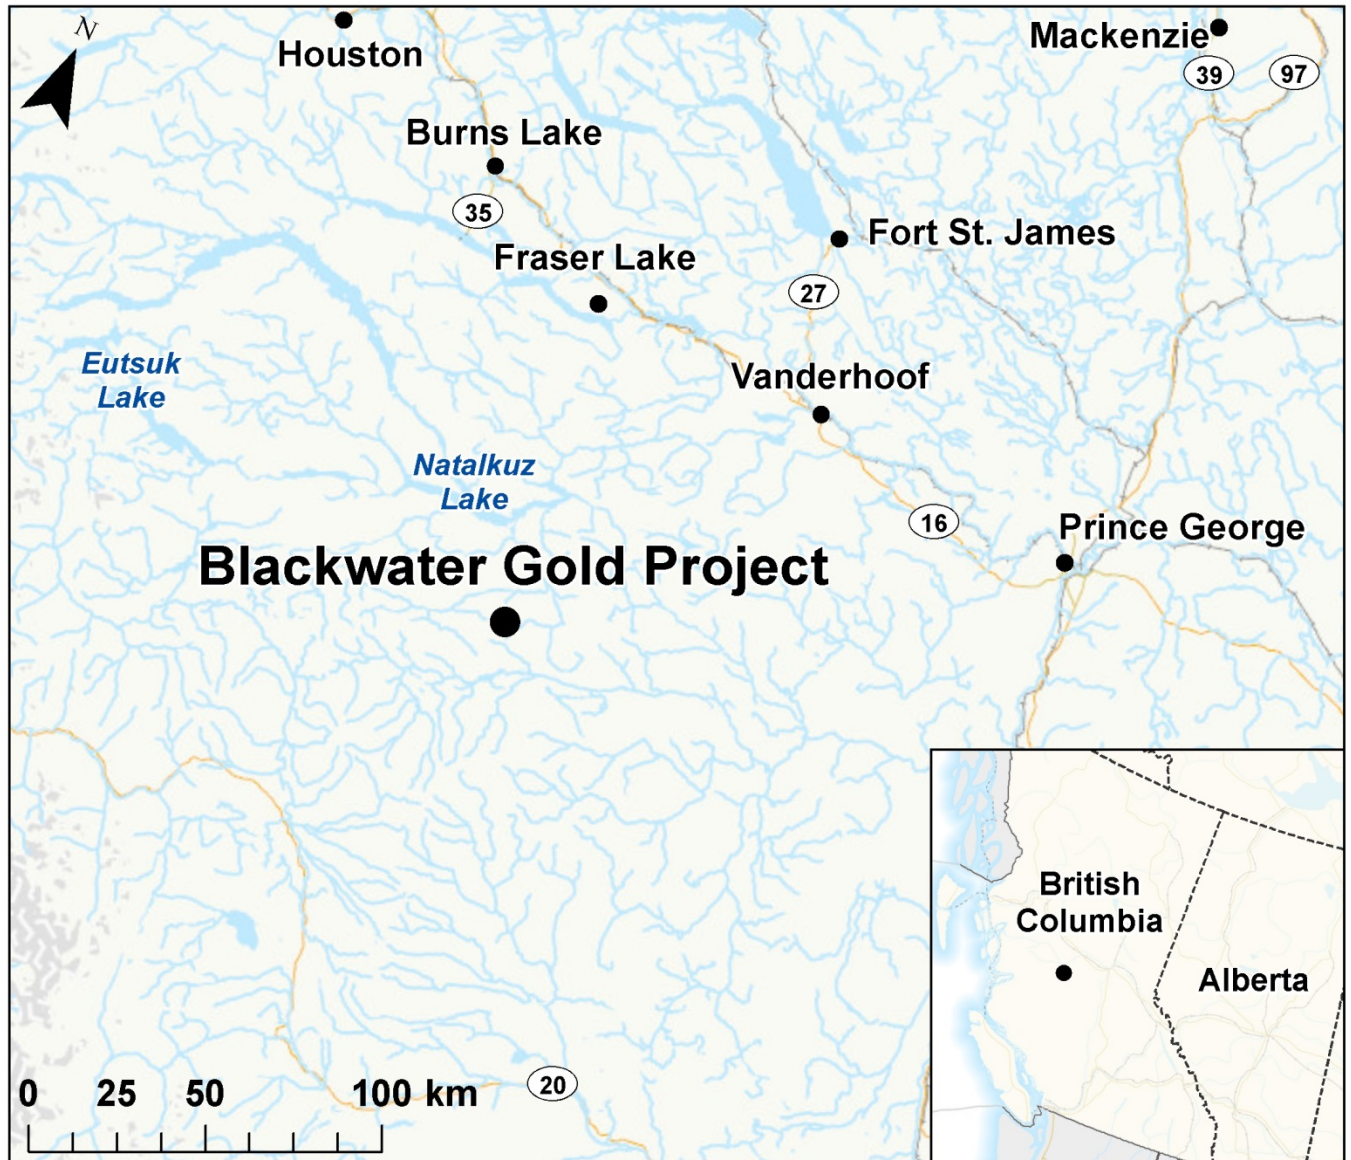 N
Houston
Mackenzie
39
97
Burns Lake
35
Fort St. James
Fraser Lake
27
Eutsuk
Lake
Vanderhoof
Natalkuz
Lake
16
Prince George
Blackwater Gold Project
British
Columbia
Alberta
20
0 25 50 100 km